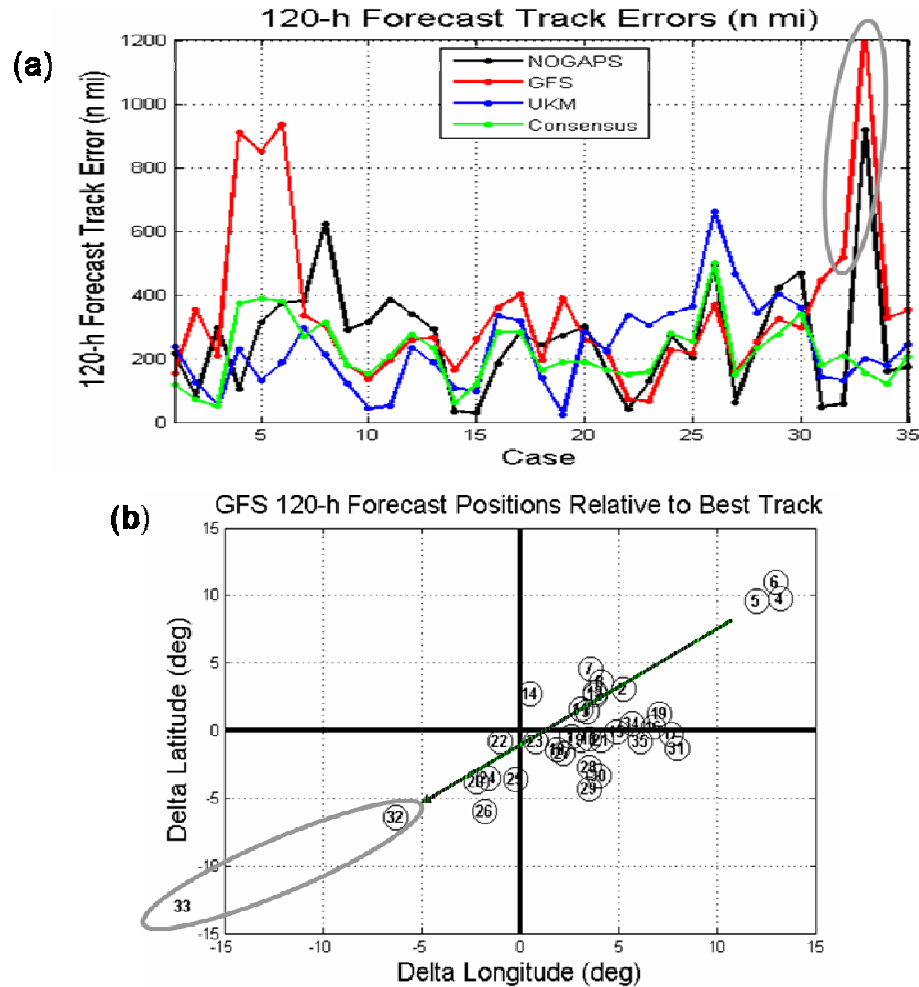 120-h Forecast Track Errors (n mi)
(a)
120-h Forecast Track Error (n mi)
1200
1000
800
600
400
200
0
NOGAPS
GFS
UKM
Consensus
5 10 15 20 25 30 35
Case
(b)
GFS 120-h Forecast Positions Relative to Best Track
Delta Latitude (deg)
15
10
5
0
-5
-10
-15
6
5 4
7
2
14
19
22 23 21 35 31
28
30
29
26
32
33
-15 -10 -5 0 5 10 15
Delta Longitude (deg)